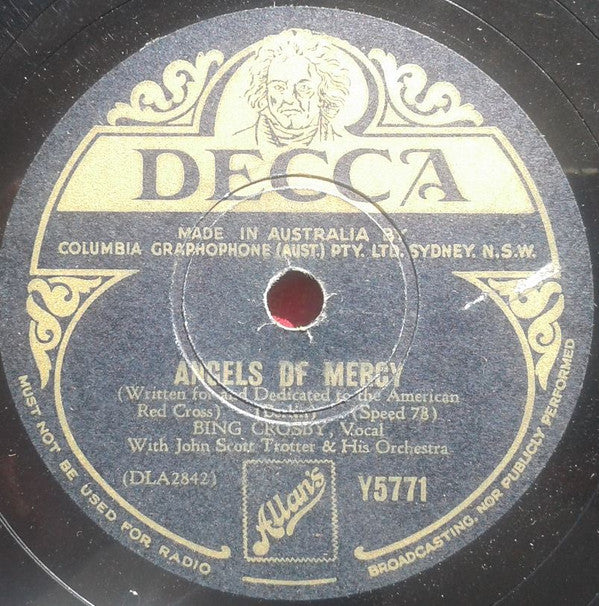 DECCA
MADE IN AUSTRALIA BY
COLUMBIA GRAPHOPHONE (AUST.) PTY. LTD. SYDNEY. N.S.W.
ANGELS OF MERCY
(Written for and Dedicated to the American
Red Cross) (Berlin) (Speed 78)
BING CROSBY, Vocal
With John Scott Trotter & His Orchestra
(DLA2842)
Allan's
Y5771
MUST NOT BE USED FOR RADIO BROADCASTING, NOR PUBLICLY PERFORMED